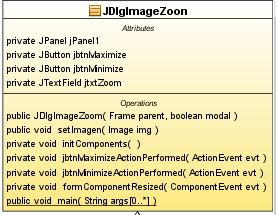 JDlgImageZoon
Attributes
private JPanel jPanel1
private JButton jbtnMaximize
private JButton jbtnMinimize
private JTextField jtxtZoom
Operations
public JDlgImageZoom( Frame parent, boolean modal )
public void setImagen( Image img )
private void initComponents( )
private void jbtnMaximizeActionPerformed( ActionEvent evt )
private void jbtnMinimizeActionPerformed( ActionEvent evt )
private void formComponentResized( ComponentEvent evt )
public void main( String args[0..*] )